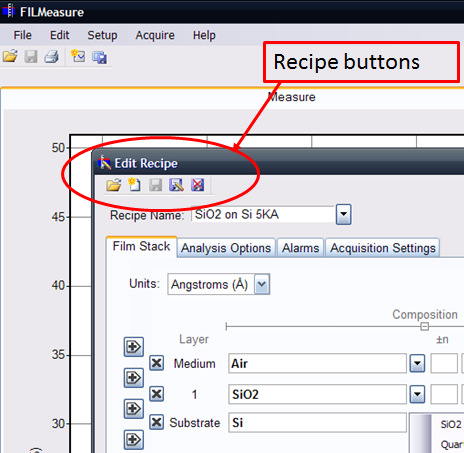 FILMeasure
File Edit Setup Acquire Help
Recipe buttons
Measure
50
Edit Recipe
45
Recipe Name: SiO2 on Si 5KA
Film Stack Analysis Options Alarms Acquisition Settings
40
Units: Angstroms (Å)
Composition
Layer ±n
35
Medium Air
1 SiO2
30
Substrate Si SiO2
Quar